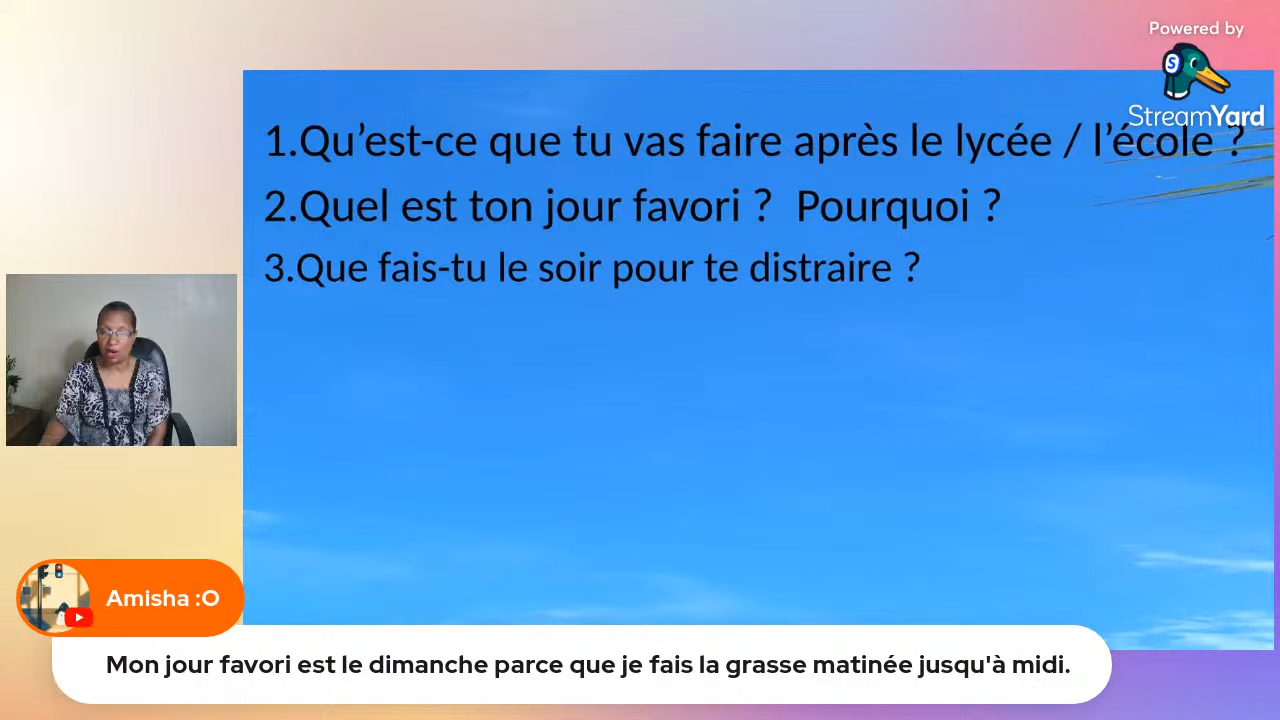 Powered by
StreamYard
1.Qu’est-ce que tu vas faire après le lycée / l’école ?
2.Quel est ton jour favori ?  Pourquoi ?
3.Que fais-tu le soir pour te distraire ?
Amisha :O
Mon jour favori est le dimanche parce que je fais la grasse matinée jusqu'à midi.